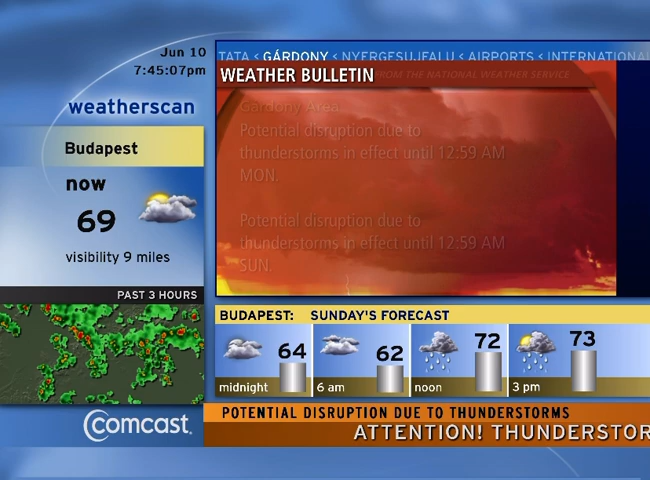 Jun 10
7:45:07pm
TATA < GÁRDONY < NYERGESUJFALU < AIRPORTS < INTERNATIONA
WEATHER BULLETIN FROM THE NATIONAL WEATHER SERVICE
weatherscan
Budapest
now
69
visibility 9 miles
PAST 3 HOURS
Gardony Area:
Potential disruption due to
thunderstorms in effect until 12:59 AM
MON.
Potential disruption due to
thunderstorms in effect until 12:59 AM
SUN.
BUDAPEST: SUNDAY'S FORECAST
64 62 72 73
midnight 6 am noon 3 pm
Comcast.
POTENTIAL DISRUPTION DUE TO THUNDERSTORMS
ATTENTION! THUNDERSTOR